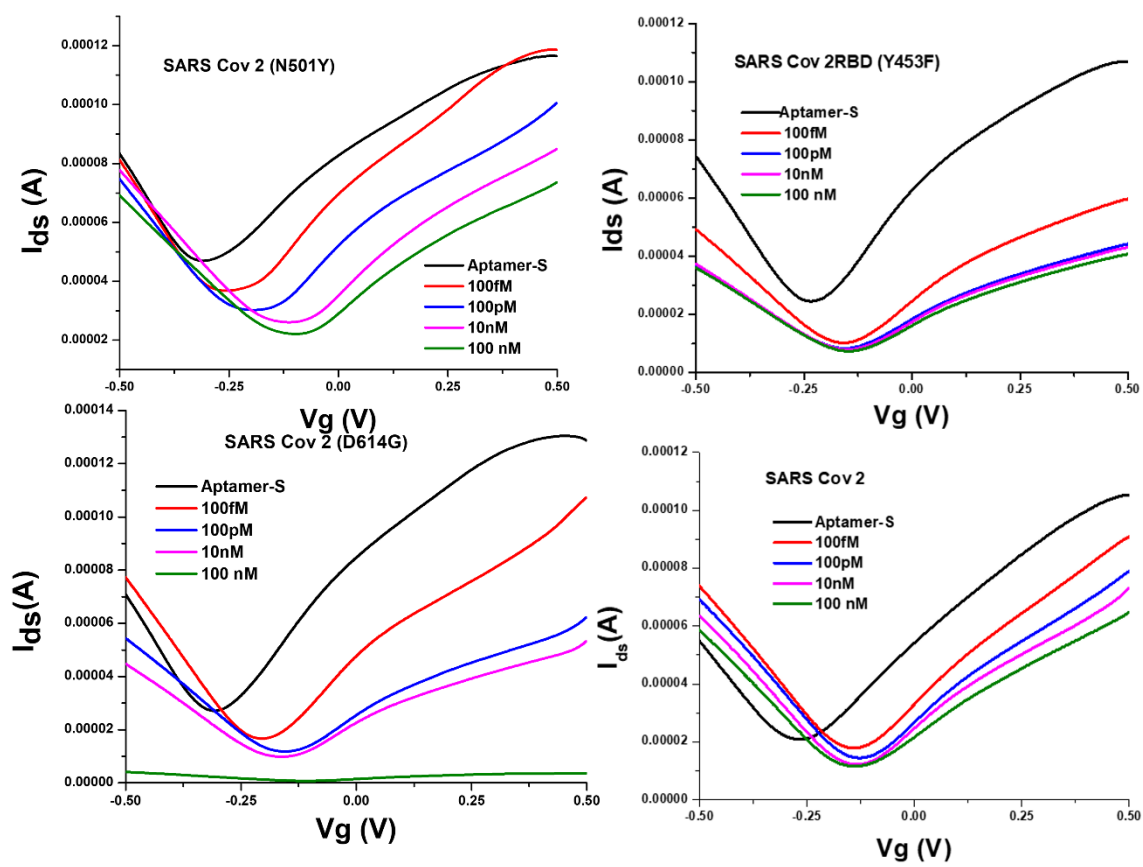 SARS Cov 2 (N501Y)
0.00012
0.00010
0.00008
0.00006
0.00004
0.00002
Ids (A)
Aptamer-S
100fM
100pM
10nM
100 nM
-0.50
-0.25
0.00
0.25
0.50
Vg (V)
SARS Cov 2RBD (Y453F)
0.00012
0.00010
0.00008
0.00006
0.00004
0.00002
0.00000
Ids (A)
Aptamer-S
100fM
100pM
10nM
100 nM
-0.50
-0.25
0.00
0.25
0.50
Vg (V)
SARS Cov 2 (D614G)
0.00014
0.00012
0.00010
0.00008
0.00006
0.00004
0.00002
0.00000
Ids(A)
Aptamer-S
100fM
100pM
10nM
100 nM
-0.50
-0.25
0.00
0.25
0.50
Vg (V)
SARS Cov 2
0.00012
0.00010
0.00008
0.00006
0.00004
0.00002
0.00000
Ids (A)
Aptamer-S
100fM
100pM
10nM
100 nM
-0.50
-0.25
0.00
0.25
0.50
Vg (V)